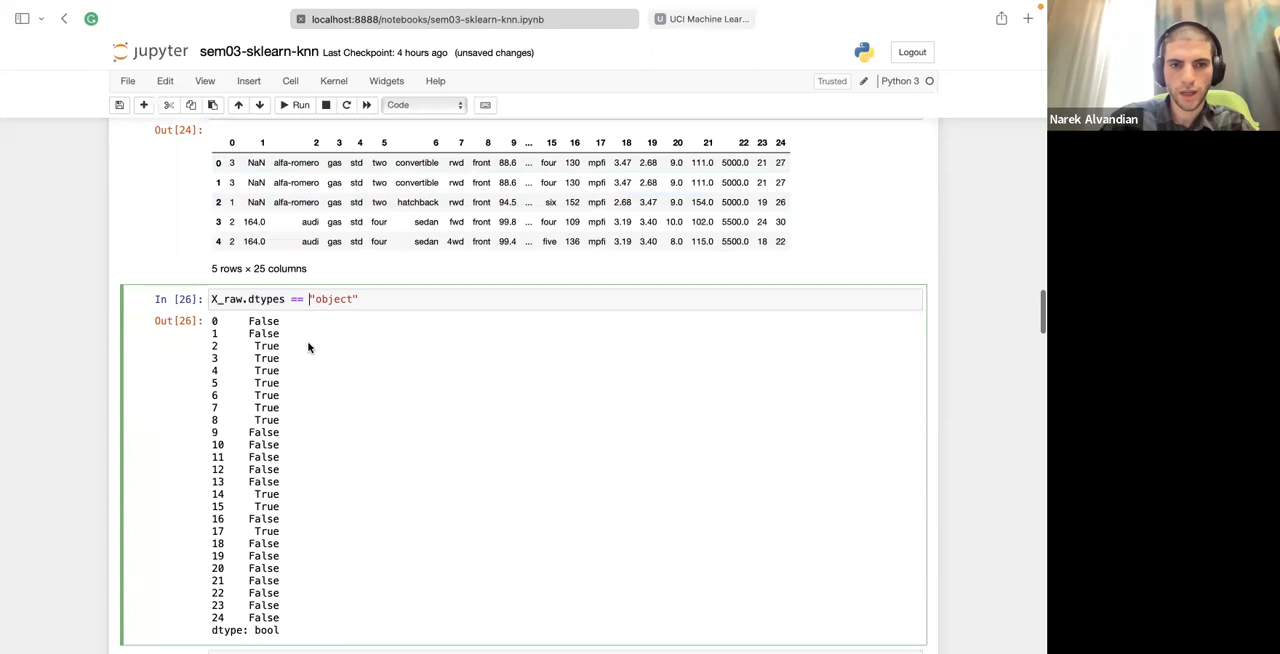 localhost:8888/notebooks/sem03-sklearn-knn.ipynb
UCI Machine Lear...
jupyter sem03-sklearn-knn Last Checkpoint: 4 hours ago (unsaved changes)
Logout
File Edit View Insert Cell Kernel Widgets Help
Trusted
Python 3
Run
Code
Narek Alvandian
Out[24]:
0 1 2 3 4 5 6 7 8 9 ... 15 16 17 18 19 20 21 22 23 24
0 3 NaN alfa-romero gas std two convertible rwd front 88.6 ... four 130 mpfi 3.47 2.68 9.0 111.0 5000.0 21 27
1 3 NaN alfa-romero gas std two convertible rwd front 88.6 ... four 130 mpfi 3.47 2.68 9.0 111.0 5000.0 21 27
2 1 NaN alfa-romero gas std two hatchback rwd front 94.5 ... six 152 mpfi 2.68 3.47 9.0 154.0 5000.0 19 26
3 2 164.0 audi gas std four sedan fwd front 99.8 ... four 109 mpfi 3.19 3.40 10.0 102.0 5500.0 24 30
4 2 164.0 audi gas std four sedan 4wd front 99.4 ... five 136 mpfi 3.19 3.40 8.0 115.0 5500.0 18 22
5 rows × 25 columns
In [26]: X_raw.dtypes == "object"
Out[26]: 0 False
1 False
2 True
3 True
4 True
5 True
6 True
7 True
8 True
9 False
10 False
11 False
12 False
13 False
14 True
15 True
16 False
17 True
18 False
19 False
20 False
21 False
22 False
23 False
24 False
dtype: bool